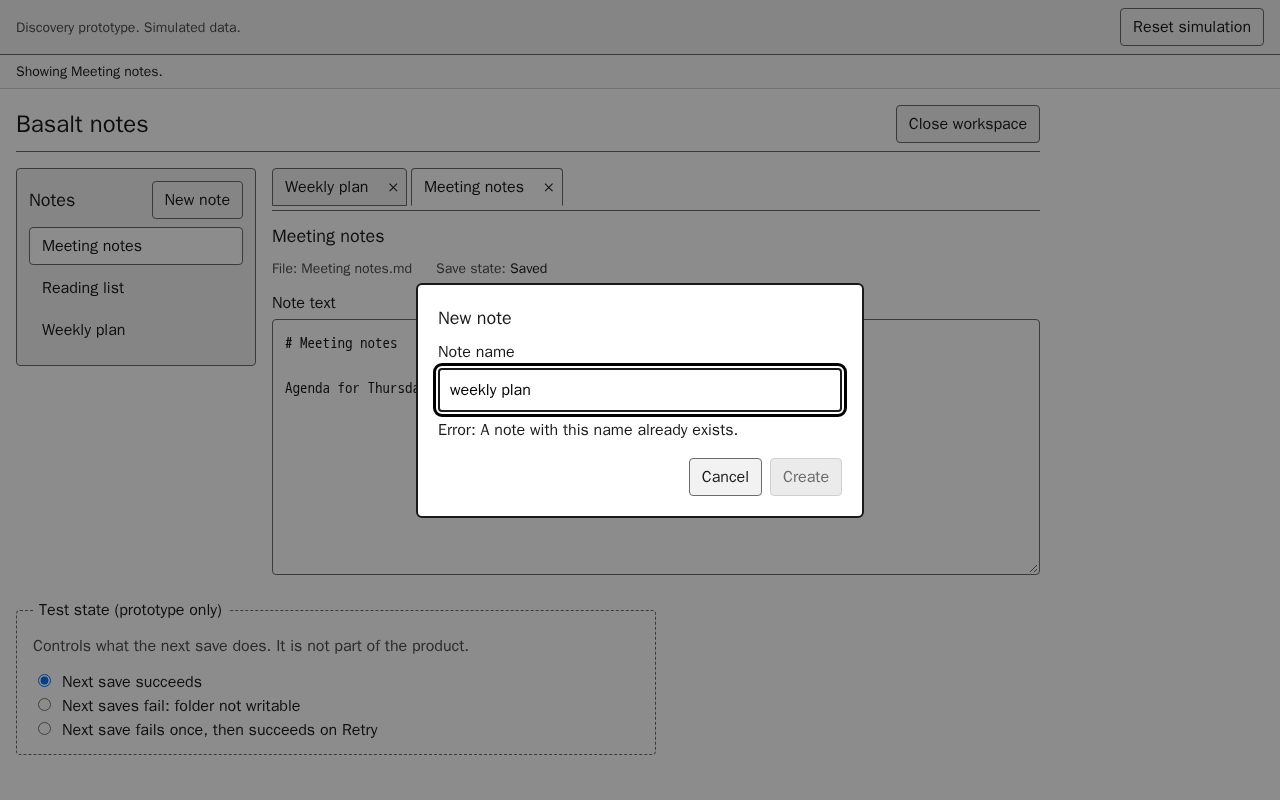 Discovery prototype. Simulated data.
Reset simulation
Showing Meeting notes.
Basalt notes
Close workspace
Notes
New note
Meeting notes
Reading list
Weekly plan
Weekly plan ×
Meeting notes ×
Meeting notes
File: Meeting notes.md
Save state: Saved
Note text
# Meeting notes
Agenda for Thursda
New note
Note name
weekly plan
Error: A note with this name already exists.
Cancel
Create
Test state (prototype only)
Controls what the next save does. It is not part of the product.
Next save succeeds
Next saves fail: folder not writable
Next save fails once, then succeeds on Retry